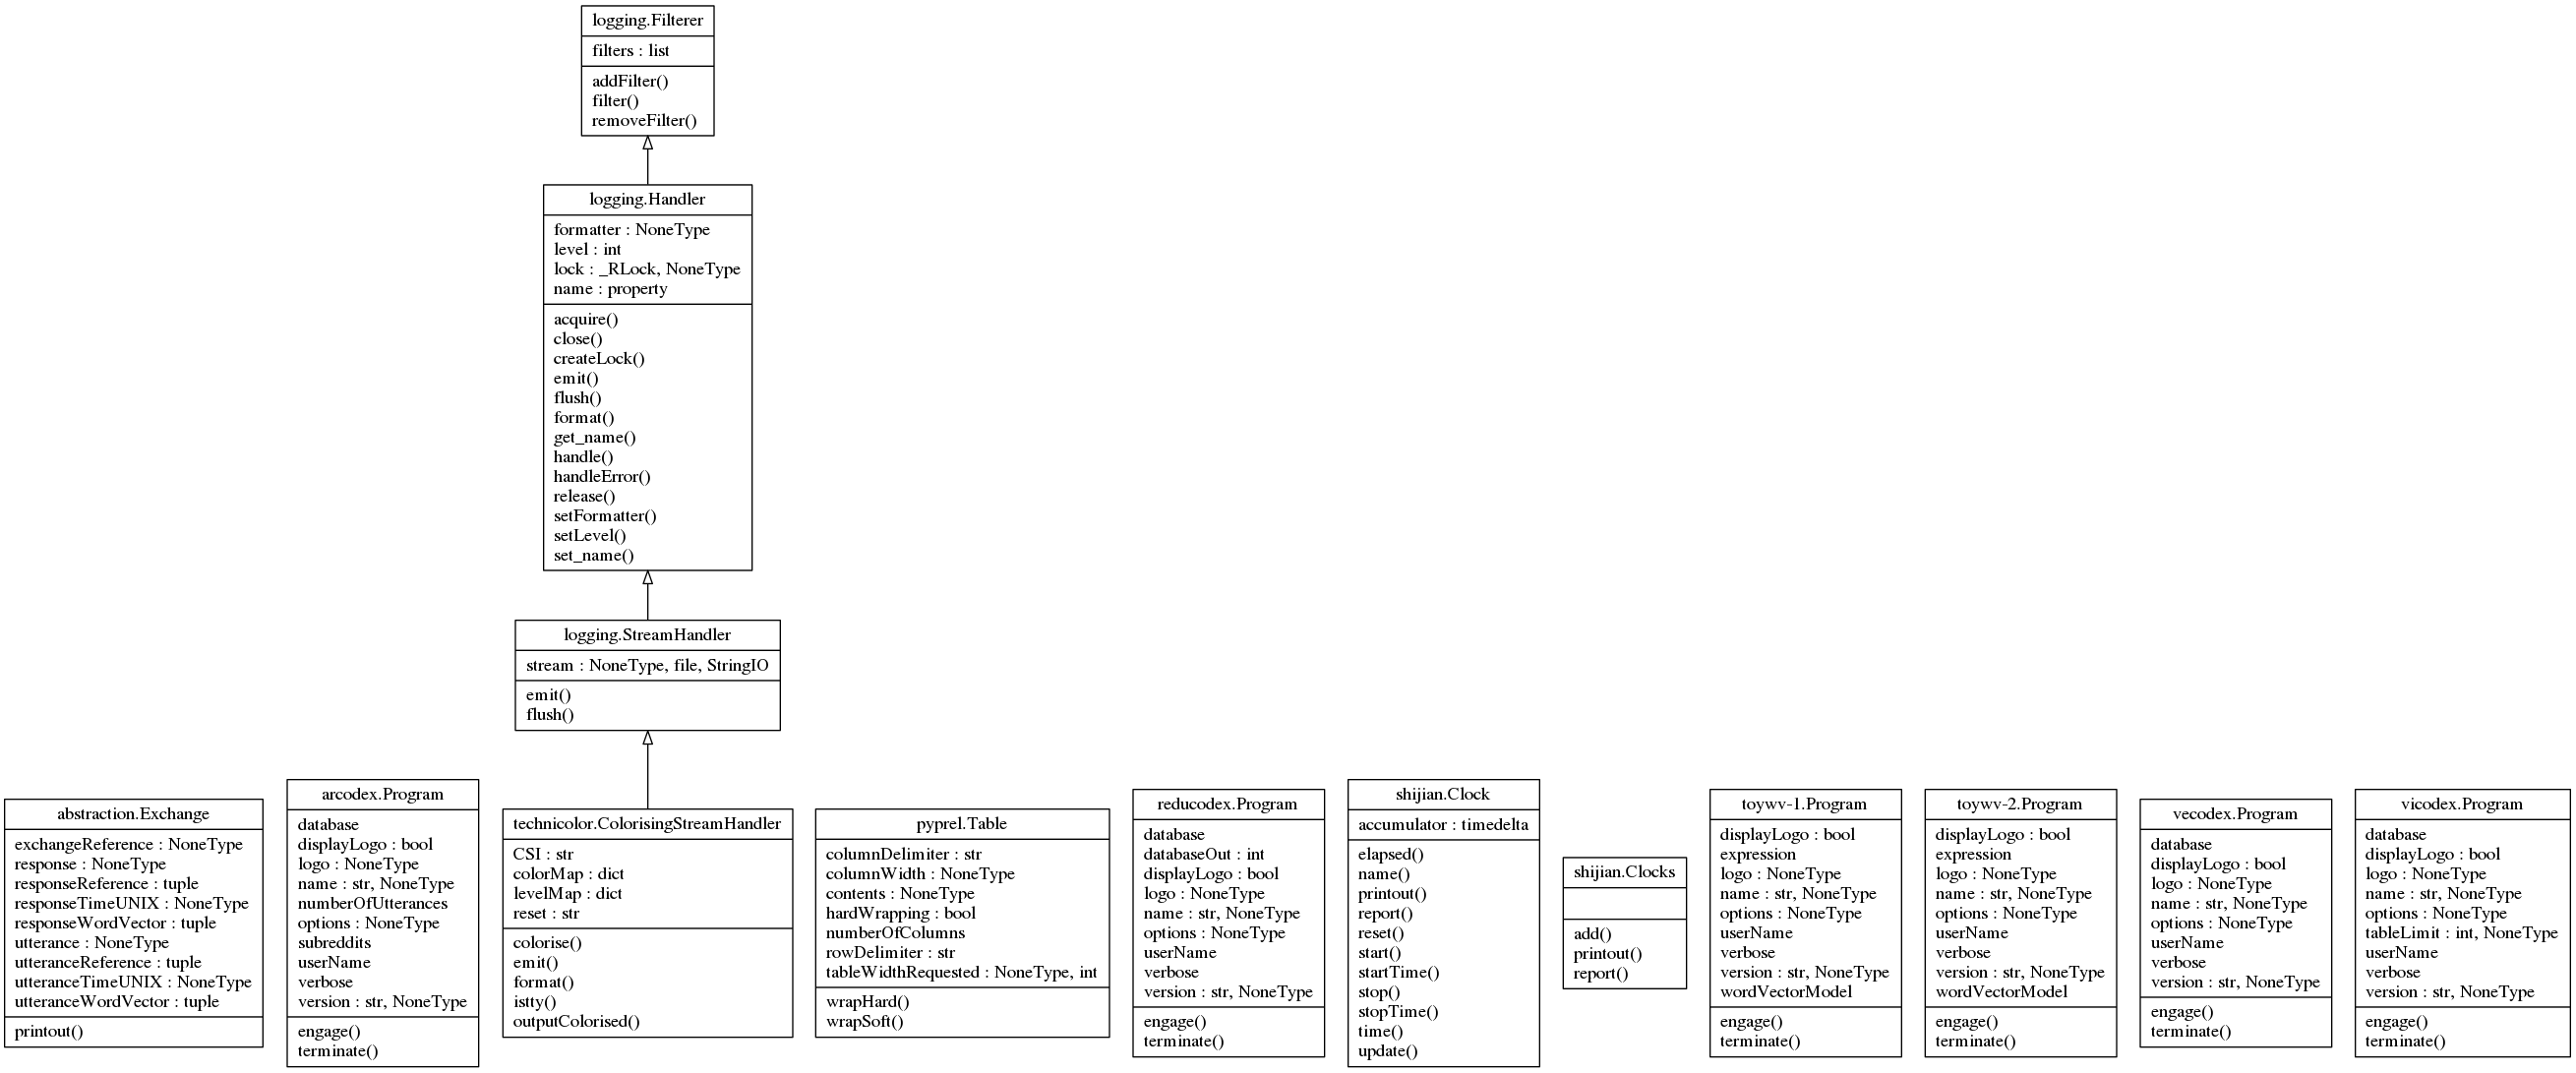 logging.Filterer
filters : list
addFilter()
filter()
removeFilter()
logging.Handler
formatter : NoneType
level : int
lock : _RLock, NoneType
name : property
acquire()
close()
createLock()
emit()
flush()
format()
get_name()
handle()
handleError()
release()
setFormatter()
setLevel()
set_name()
logging.StreamHandler
stream : NoneType, file, StringIO
emit()
flush()
abstraction.Exchange
exchangeReference : NoneType
response : NoneType
responseReference : tuple
responseTimeUNIX : NoneType
responseWordVector : tuple
utterance : NoneType
utteranceReference : tuple
utteranceTimeUNIX : NoneType
utteranceWordVector : tuple
printout()
arcodex.Program
database
displayLogo : bool
logo : NoneType
name : str, NoneType
numberOfUtterances
options : NoneType
subreddits
userName
verbose
version : str, NoneType
engage()
terminate()
technicolor.ColorisingStreamHandler
CSI : str
colorMap : dict
levelMap : dict
reset : str
colorise()
emit()
format()
istty()
outputColorised()
pyprel.Table
columnDelimiter : str
columnWidth : NoneType
contents : NoneType
hardWrapping : bool
numberOfColumns
rowDelimiter : str
tableWidthRequested : NoneType, int
wrapHard()
wrapSoft()
reducodex.Program
database
databaseOut : int
displayLogo : bool
logo : NoneType
name : str, NoneType
options : NoneType
userName
verbose
version : str, NoneType
engage()
terminate()
shijian.Clock
accumulator : timedelta
elapsed()
name()
printout()
report()
reset()
start()
startTime()
stop()
stopTime()
time()
update()
shijian.Clocks
add()
printout()
report()
toywv-1.Program
displayLogo : bool
expression
logo : NoneType
name : str, NoneType
options : NoneType
userName
verbose
version : str, NoneType
wordVectorModel
engage()
terminate()
toywv-2.Program
displayLogo : bool
expression
logo : NoneType
name : str, NoneType
options : NoneType
userName
verbose
version : str, NoneType
wordVectorModel
engage()
terminate()
vecodex.Program
database
displayLogo : bool
logo : NoneType
name : str, NoneType
options : NoneType
userName
verbose
version : str, NoneType
engage()
terminate()
vicodex.Program
database
displayLogo : bool
logo : NoneType
name : str, NoneType
options : NoneType
tableLimit : int, NoneType
userName
verbose
version : str, NoneType
engage()
terminate()